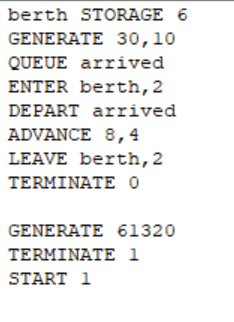 berth STORAGE 6
GENERATE 30,10
QUEUE arrived
ENTER berth,2
DEPART arrived
ADVANCE 8,4
LEAVE berth,2
TERMINATE 0
GENERATE 61320
TERMINATE 1
START 1